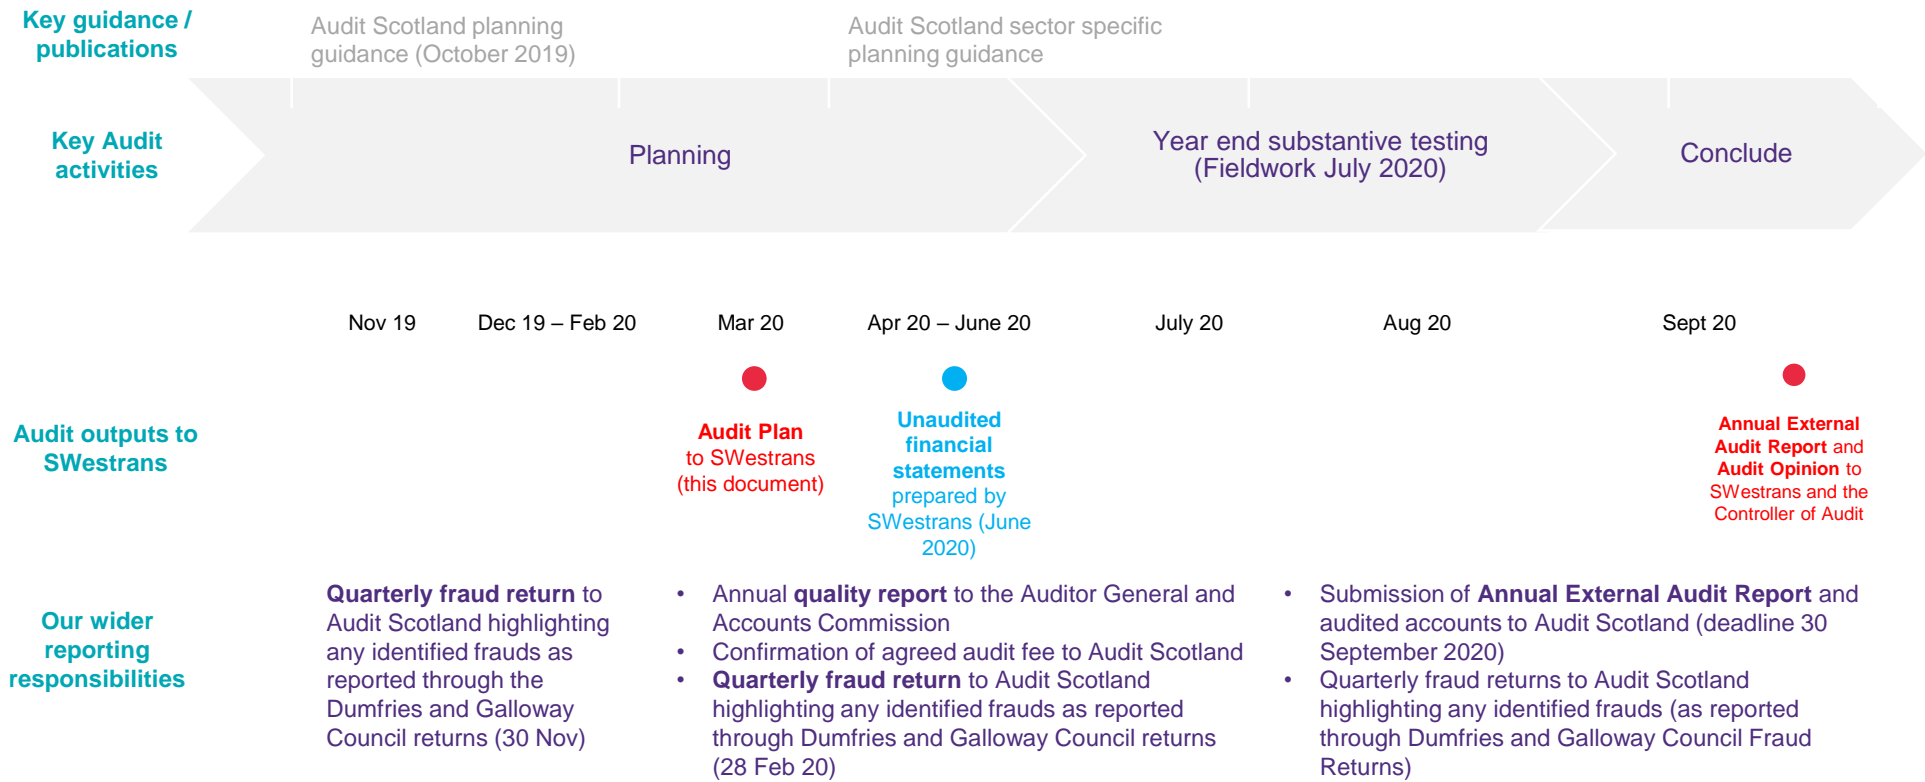 Key guidance /
publications
Audit Scotland planning
guidance (October 2019)
Audit Scotland sector specific
planning guidance
Key Audit
activities
Planning
Year end substantive testing
(Fieldwork July 2020)
Conclude
Nov 19
Dec 19 – Feb 20
Mar 20
Apr 20 – June 20
July 20
Aug 20
Sept 20
Audit outputs to
SWestrans
Audit Plan
to SWestrans
(this document)
Unaudited
financial
statements
prepared by
SWestrans (June
2020)
Annual External
Audit Report and
Audit Opinion to
SWestrans and the
Controller of Audit
Our wider
reporting
responsibilities
Quarterly fraud return to
Audit Scotland highlighting
any identified frauds as
reported through the
Dumfries and Galloway
Council returns (30 Nov)
• Annual quality report to the Auditor General and
Accounts Commission
• Confirmation of agreed audit fee to Audit Scotland
• Quarterly fraud return to Audit Scotland
highlighting any identified frauds as reported
through Dumfries and Galloway Council returns
(28 Feb 20)
• Submission of Annual External Audit Report and
audited accounts to Audit Scotland (deadline 30
September 2020)
• Quarterly fraud returns to Audit Scotland
highlighting any identified frauds (as reported
through Dumfries and Galloway Council Fraud
Returns)